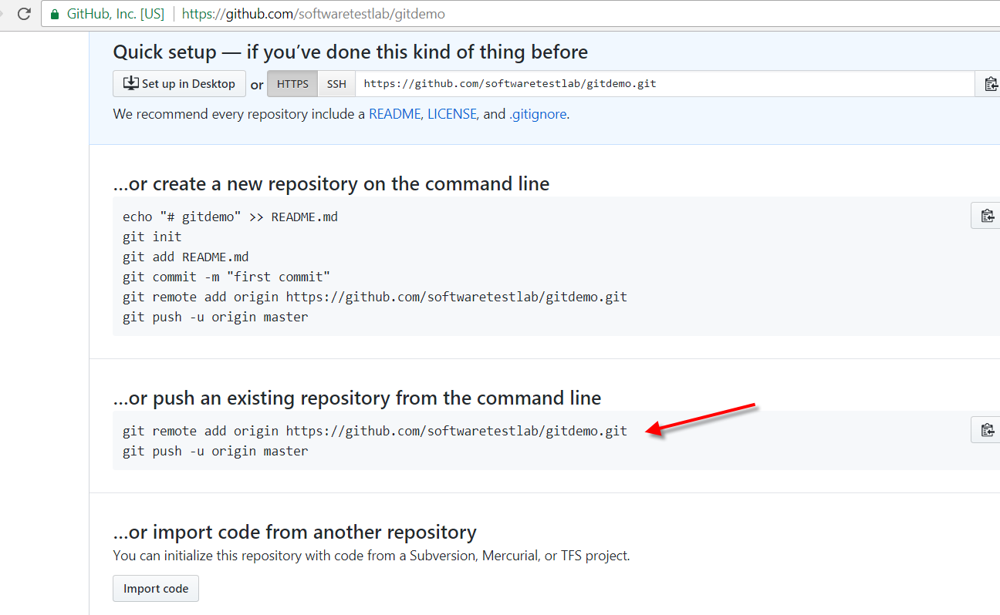 GitHub, Inc. [US] https://github.com/softwaretestlab/gitdemo
Quick setup — if you’ve done this kind of thing before
Set up in Desktop or HTTPS SSH https://github.com/softwaretestlab/gitdemo.git
We recommend every repository include a README, LICENSE, and .gitignore.
…or create a new repository on the command line
echo "# gitdemo" >> README.md
git init
git add README.md
git commit -m "first commit"
git remote add origin https://github.com/softwaretestlab/gitdemo.git
git push -u origin master
…or push an existing repository from the command line
git remote add origin https://github.com/softwaretestlab/gitdemo.git
git push -u origin master
…or import code from another repository
You can initialize this repository with code from a Subversion, Mercurial, or TFS project.
Import code